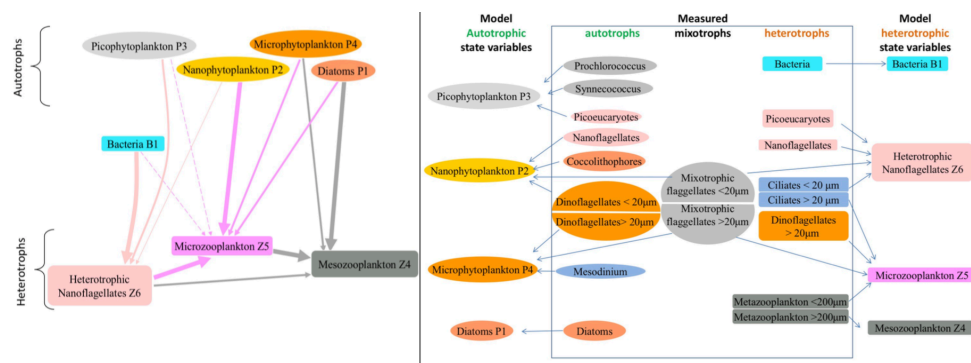 Autotrophs
Picophytoplankton P3
Microphytoplankton P4
Nanophytoplankton P2
Diatoms P1
Bacteria B1
Heterotrophs
Microzooplankton Z5
Mesozooplankton Z4
Heterotrophic
Nanoflagellates Z6
Model
Autotrophic
state variables
Measured
autotrophs
mixotrophs
heterotrophs
Model
heterotrophic
state variables
Picophytoplankton P3
Nanophytoplankton P2
Microphytoplankton P4
Diatoms P1
Prochlorococus
Synnecococus
Picoeucaryotes
Nanoflagellates
Coccolithophores
Dinoflagellates < 20μm
Dinoflagellates> 20μm
Mesodinium
Diatoms
Mixotrophic
flaggellates <20μm
Mixotrophic
flaggellates >20μm
Bacteria
Picoeucaryotes
Nanoflagellates
Ciliates < 20 μm
Ciliates > 20 μm
Dinoflagellates
> 20μm
Metazooplankton <200μm
Metazooplankton >200μm
Bacteria B1
Heterotrophic
Nanoflagellates Z6
Microzooplankton Z5
Mesozooplankton Z4